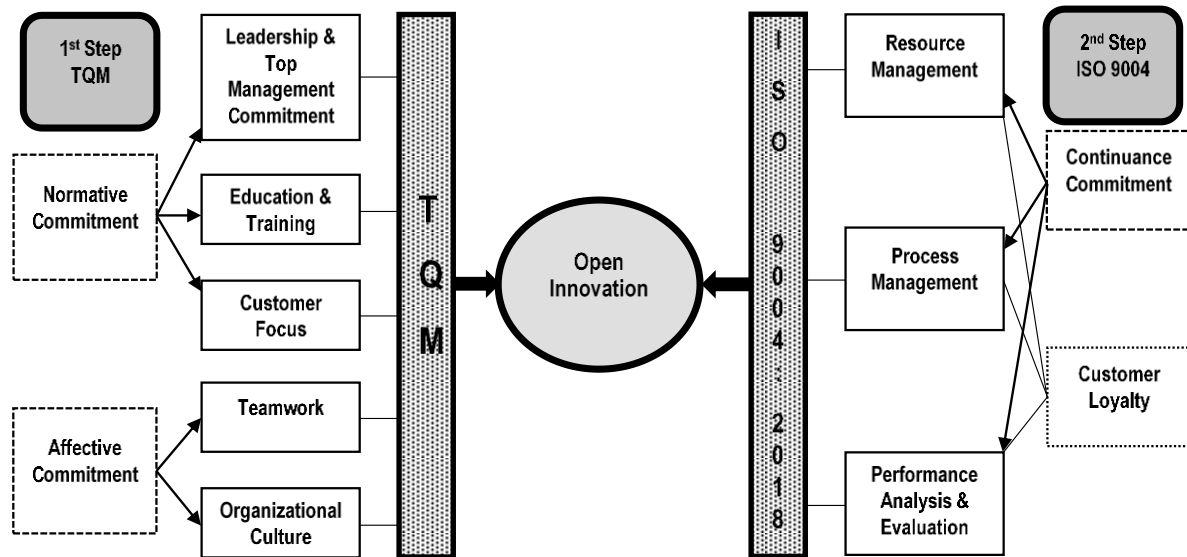 1st Step
TQM
Leadership &
Top
Management
Commitment
Normative
Commitment
Education &
Training
Customer
Focus
Teamwork
Affective
Commitment
Organizational
Culture
T
Q
M
Open
Innovation
I
S
O
9
0
0
4
:
2
0
1
8
Resource
Management
Process
Management
Performance
Analysis &
Evaluation
2nd Step
ISO 9004
Continuance
Commitment
Customer
Loyalty